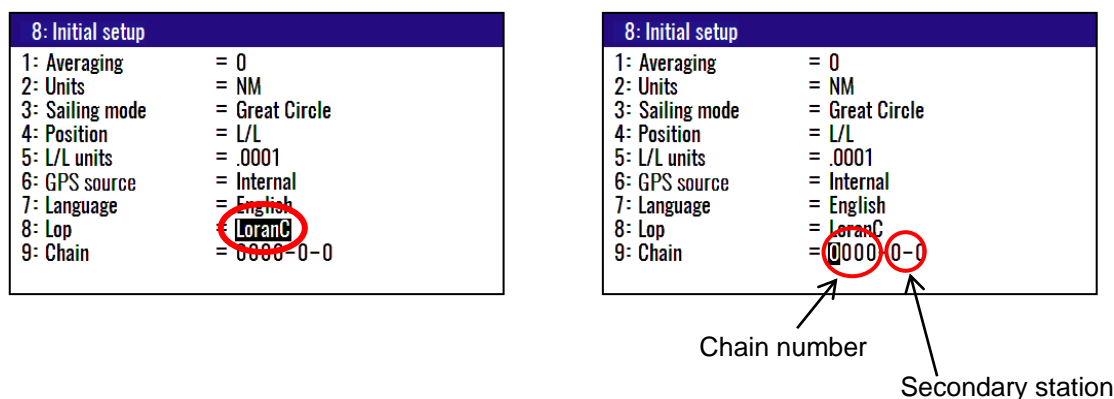 8: Initial setup
1: Averaging = 0
2: Units = NM
3: Sailing mode = Great Circle
4: Position = L/L
5: L/L units = .0001
6: GPS source = Internal
7: Language = English
8: Lop = LoranC
9: Chain = 0000-0-0
8: Initial setup
1: Averaging = 0
2: Units = NM
3: Sailing mode = Great Circle
4: Position = L/L
5: L/L units = .0001
6: GPS source = Internal
7: Language = English
8: Lop = LoranC
9: Chain = 0000-0-0
Chain number
Secondary station